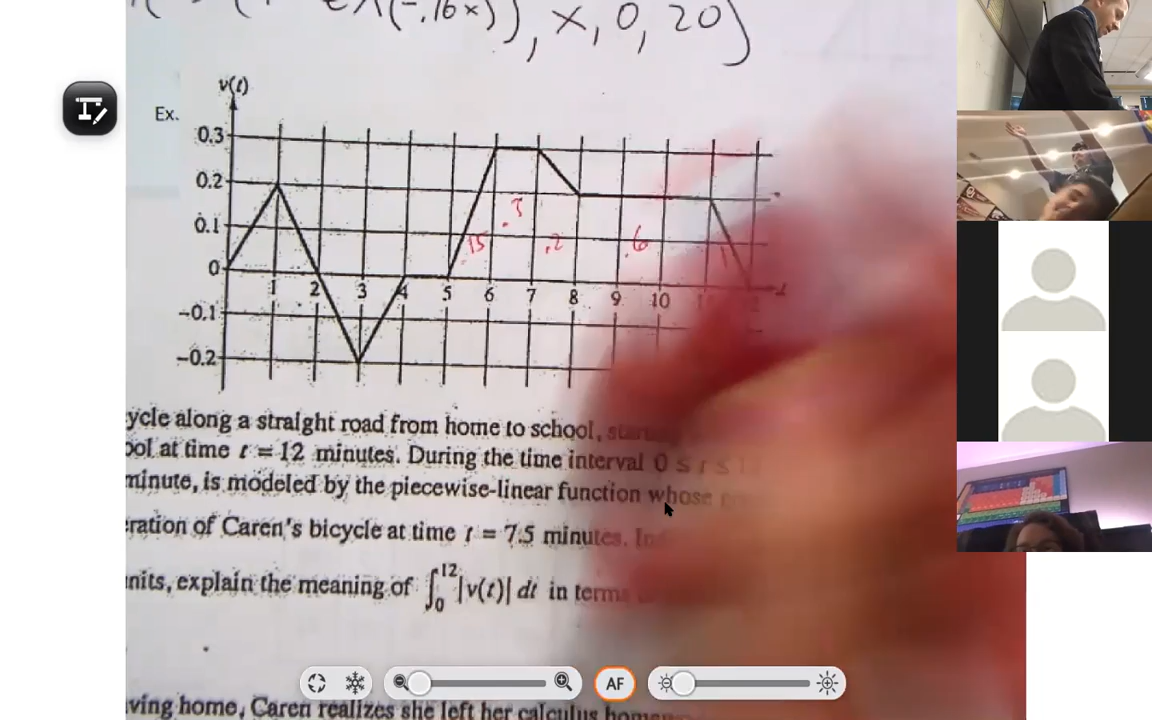 (-.16x)), x, 0, 20)
v(t)
Ex.
0.3
0.2
0.1
0
-0.1
-0.2
1 2 3 4 5 6 7 8 9 10
.15 .3 .2 .6
ycle along a straight road from home to school,
ool at time t = 12 minutes. During the time interval 0 ≤ t ≤
minute, is modeled by the piecewise-linear function whose
eration of Caren's bicycle at time t = 7.5 minutes. In
units, explain the meaning of ∫₀¹² |v(t)| dt in terms
AF
ving home, Caren realizes she left her calculus